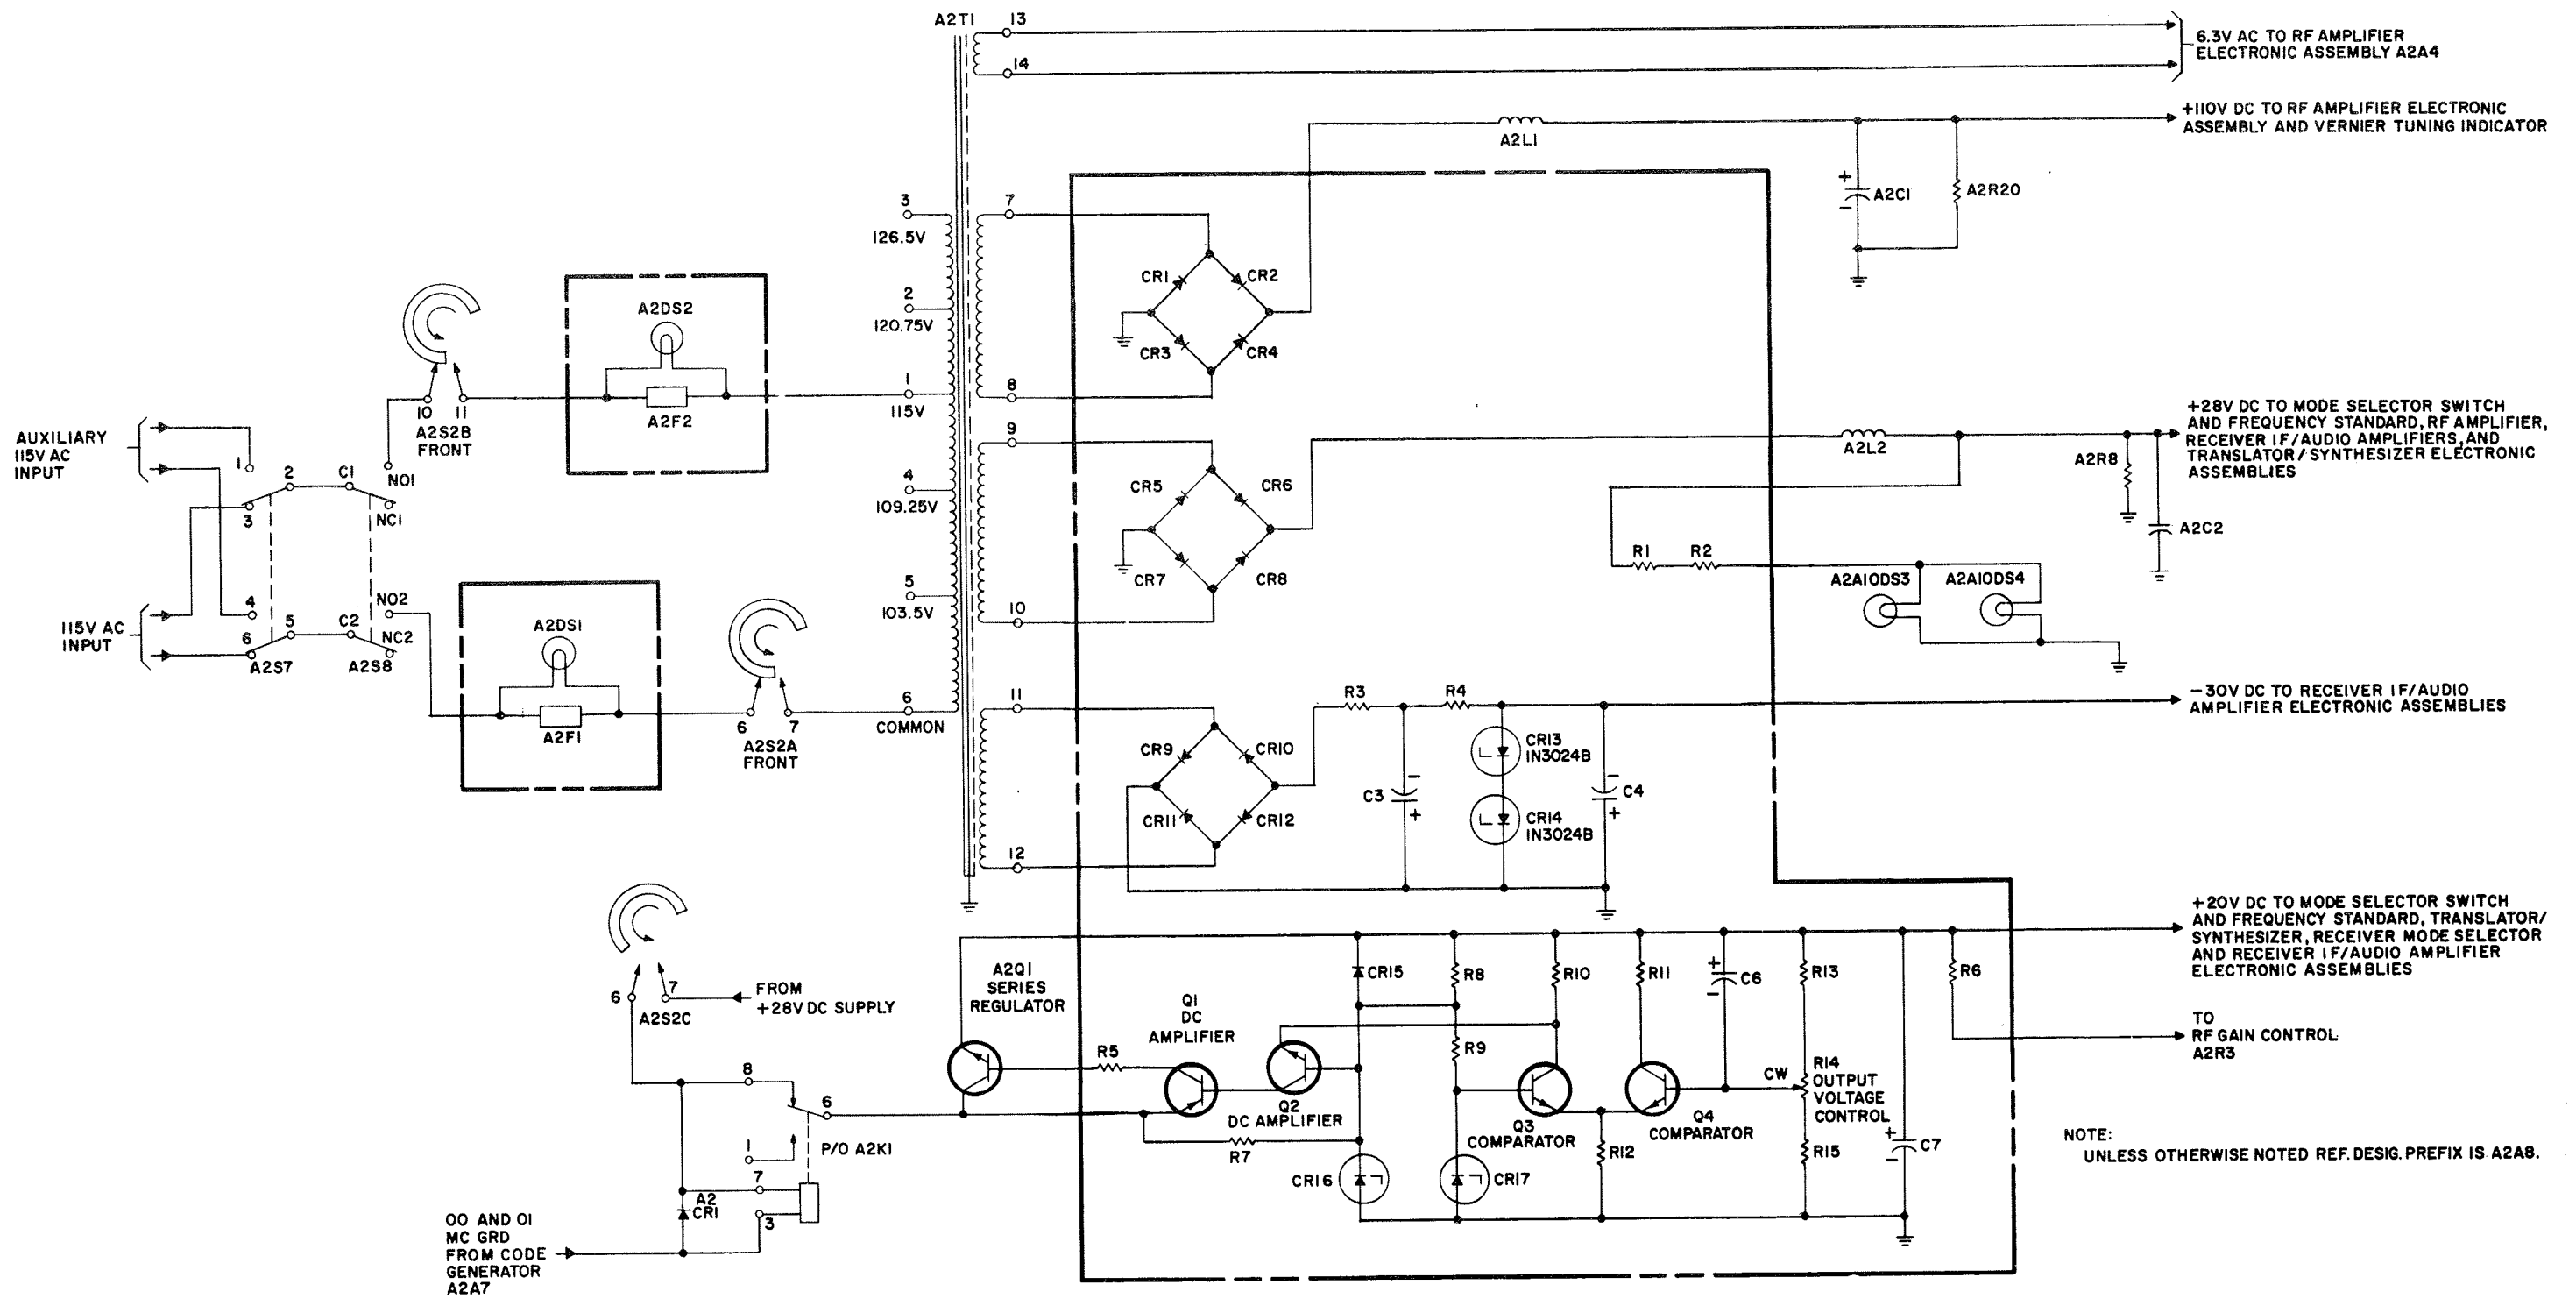 A2T1
13
14
6.3V AC TO RF AMPLIFIER
ELECTRONIC ASSEMBLY A2A4
+110V DC TO RF AMPLIFIER ELECTRONIC
ASSEMBLY AND VERNIER TUNING INDICATOR
A2L1
+
-
A2C1
A2R20
3
126.5V
2
120.75V
1
115V
4
109.25V
5
103.5V
6
COMMON
7
8
9
10
11
12
CR1
CR2
CR3
CR4
CR5
CR6
CR7
CR8
CR9
CR10
CR11
CR12
A2DS2
A2F2
10 11
A2S2B
FRONT
AUXILIARY
115V AC
INPUT
1
2
C1
NO1
3
NC1
4
5
C2
NO2
6
NC2
A2S7
A2S8
115V AC
INPUT
A2DS1
A2F1
6 7
A2S2A
FRONT
A2L2
+28V DC TO MODE SELECTOR SWITCH
AND FREQUENCY STANDARD, RF AMPLIFIER,
RECEIVER IF/AUDIO AMPLIFIERS, AND
TRANSLATOR/SYNTHESIZER ELECTRONIC
ASSEMBLIES
A2R8
A2C2
R1
R2
A2A10DS3
A2A10DS4
R3
R4
-30V DC TO RECEIVER IF/AUDIO
AMPLIFIER ELECTRONIC ASSEMBLIES
C3
-
+
CR13
IN3024B
CR14
IN3024B
-
C4
+
+20V DC TO MODE SELECTOR SWITCH
AND FREQUENCY STANDARD, TRANSLATOR/
SYNTHESIZER, RECEIVER MODE SELECTOR
AND RECEIVER IF/AUDIO AMPLIFIER
ELECTRONIC ASSEMBLIES
6 7
A2S2C
FROM
+28V DC SUPPLY
A2Q1
SERIES
REGULATOR
Q1
DC
AMPLIFIER
R5
Q2
DC AMPLIFIER
R7
CR15
R8
R9
R10
R11
+
C6
-
R13
R6
TO
RF GAIN CONTROL
A2R3
CW
R14
OUTPUT
VOLTAGE
CONTROL
Q3
COMPARATOR
Q4
COMPARATOR
R12
R15
+
C7
-
CR16
CR17
8
6
1
P/O A2K1
7
3
A2
CR1
00 AND 01
MC GRD
FROM CODE
GENERATOR
A2A7
NOTE:
UNLESS OTHERWISE NOTED REF. DESIG. PREFIX IS A2A8.